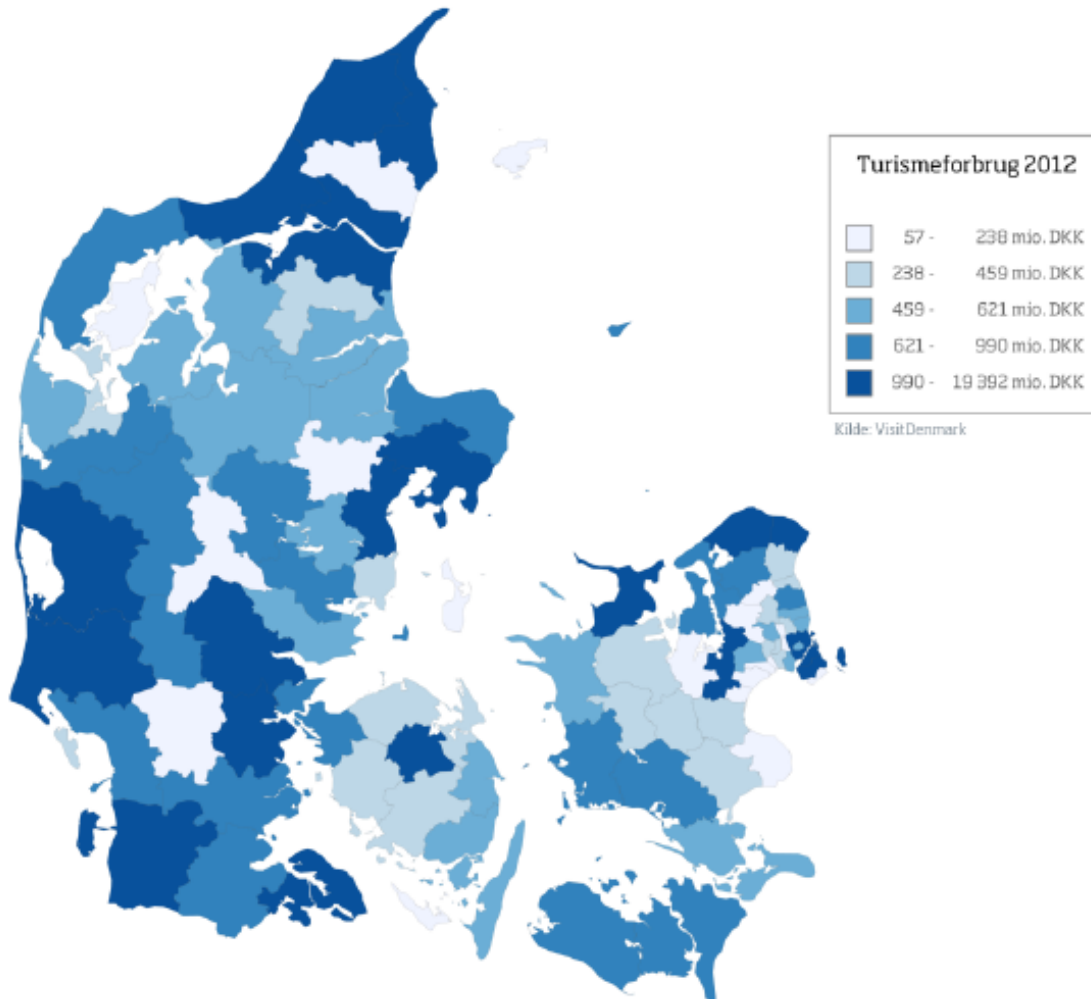 Turismeforbrug 2012
57 - 238 mio. DKK
238 - 459 mio. DKK
459 - 621 mio. DKK
621 - 990 mio. DKK
990 - 19 392 mio. DKK
Kilde: VisitDenmark